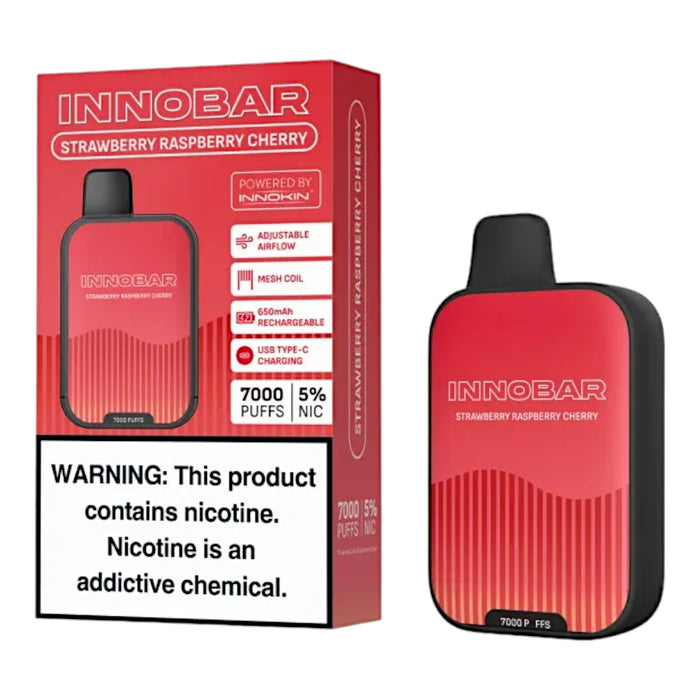 INNOBAR
STRAWBERRY RASPBERRY CHERRY
POWERED BY
INNOKIN®
ADJUSTABLE
AIRFLOW
MESH COIL
650mAh
RECHARGEABLE
USB TYPE-C
CHARGING
7000
PUFFS
5%
NIC
INNOBAR
STRAWBERRY RASPBERRY CHERRY
7000 PUFFS
WARNING: This product
contains nicotine.
Nicotine is an
addictive chemical.
STRAWBERRY RASPBERRY CHERRY
7000
PUFFS
5%
NIC
INNOBAR
STRAWBERRY RASPBERRY CHERRY
7000 P FFS